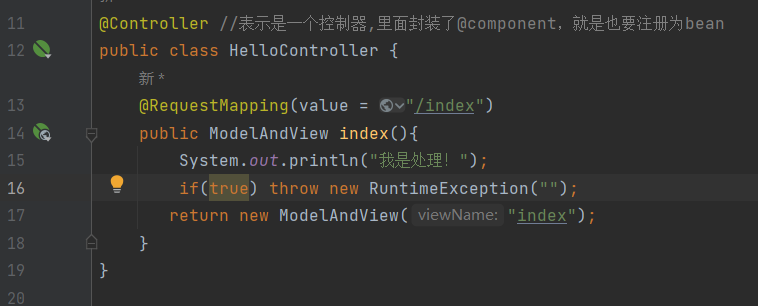 11 @Controller //表示是一个控制器,里面封装了@component，就是也要注册为bean
12 public class HelloController {
新 *
13 @RequestMapping(value = "/index")
14 public ModelAndView index(){
15 System.out.println("我是处理！");
16 if(true) throw new RuntimeException("");
17 return new ModelAndView( viewName: "index");
18 }
19 }
20